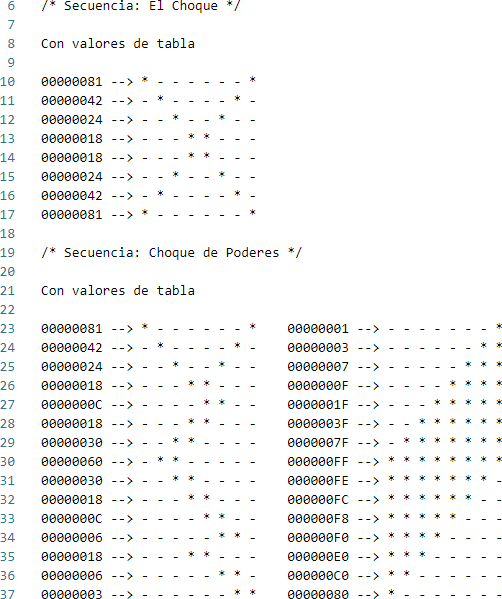 6 /* Secuencia: El Choque */
7
8 Con valores de tabla
9
10 00000081 --> * - - - - - - *
11 00000042 --> - * - - - - * -
12 00000024 --> - - * - - * - -
13 00000018 --> - - - * * - - -
14 00000018 --> - - - * * - - -
15 00000024 --> - - * - - * - -
16 00000042 --> - * - - - - * -
17 00000081 --> * - - - - - - *
18
19 /* Secuencia: Choque de Poderes */
20
21 Con valores de tabla
22
23 00000081 --> * - - - - - - * 00000001 --> - - - - - - - *
24 00000042 --> - * - - - - * - 00000003 --> - - - - - - * *
25 00000024 --> - - * - - * - - 00000007 --> - - - - - * * *
26 00000018 --> - - - * * - - - 0000000F --> - - - - * * * *
27 0000000C --> - - - - * * - - 0000001F --> - - - * * * * *
28 00000018 --> - - - * * - - - 0000003F --> - - * * * * * *
29 00000030 --> - - * * - - - - 0000007F --> - * * * * * * *
30 00000060 --> - * * - - - - - 000000FF --> * * * * * * * *
31 00000030 --> - - * * - - - - 000000FE --> * * * * * * * -
32 00000018 --> - - - * * - - - 000000FC --> * * * * * * - -
33 0000000C --> - - - - * * - - 000000F8 --> * * * * * - - -
34 00000006 --> - - - - - * * - 000000F0 --> * * * * - - - -
35 00000018 --> - - - * * - - - 000000E0 --> * * * - - - - -
36 00000006 --> - - - - - * * - 000000C0 --> * * - - - - - -
37 00000003 --> - - - - - - * * 00000080 --> * - - - - - - -